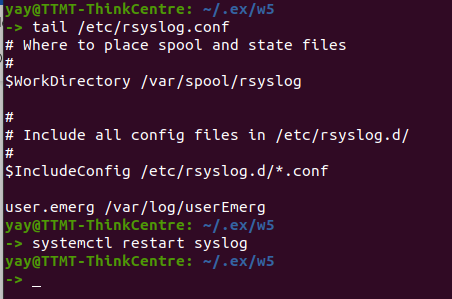 yay@TTMT-ThinkCentre: ~/.ex/w5
-> tail /etc/rsyslog.conf
# Where to place spool and state files
#
$WorkDirectory /var/spool/rsyslog

#
# Include all config files in /etc/rsyslog.d/
#
$IncludeConfig /etc/rsyslog.d/*.conf

user.emerg /var/log/userEmerg
yay@TTMT-ThinkCentre: ~/.ex/w5
-> systemctl restart syslog
yay@TTMT-ThinkCentre: ~/.ex/w5
-> _